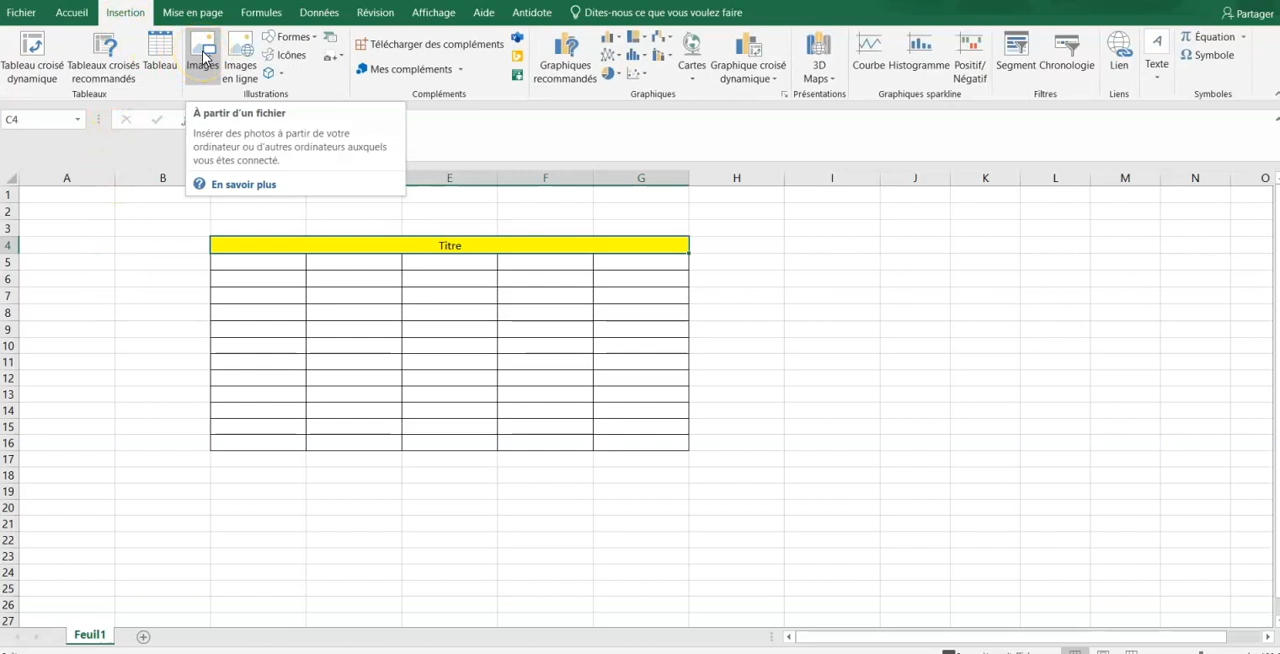 Fichier Accueil Insertion Mise en page Formules Données Révision Affichage Aide Antidote Dites-nous ce que vous voulez faire Partager
Tableau croisé dynamique
Tableaux croisés recommandés
Tableau
Tableaux
Images
Images en ligne
Formes
Icônes
Illustrations
Télécharger des compléments
Mes compléments
Compléments
Graphiques recommandés
Cartes
Graphique croisé dynamique
Graphiques
3D Maps
Présentations
Courbe
Histogramme
Positif/ Négatif
Graphiques sparkline
Segment
Chronologie
Filtres
Lien
Liens
Texte
Équation
Symbole
Symboles
C4
À partir d'un fichier
Insérer des photos à partir de votre
ordinateur ou d'autres ordinateurs auxquels
vous êtes connecté.
En savoir plus
A B E F G H I J K L M N O
1
2
3
4 Titre
5
6
7
8
9
10
11
12
13
14
15
16
17
18
19
20
21
22
23
24
25
26
27
Feuil1